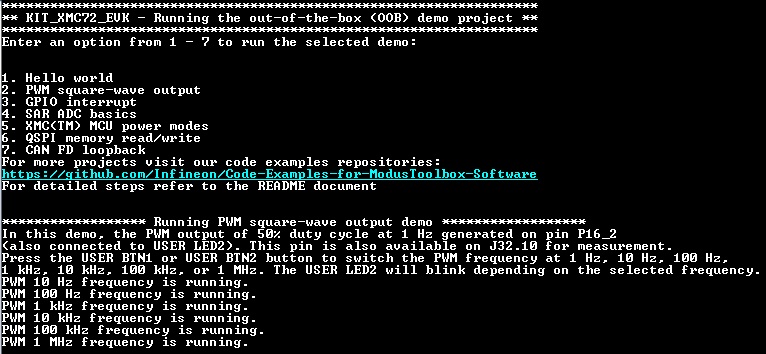 ******************************************************************
** KIT_XMC72_EVK - Running the out-of-the-box (OOB) demo project **
******************************************************************
Enter an option from 1 - 7 to run the selected demo:
1. Hello world
2. PWM square-wave output
3. GPIO interrupt
4. SAR ADC basics
5. XMC(TM) MCU power modes
6. QSPI memory read/write
7. CAN FD loopback
For more projects visit our code examples repositories:
https://github.com/Infineon/Code-Examples-for-ModusToolbox-Software
For detailed steps refer to the README document
****************** Running PWM square-wave output demo ******************
In this demo, the PWM output of 50% duty cycle at 1 Hz generated on pin P16_2
(also connected to USER LED2). This pin is also available on J32.10 for measurement.
Press the USER BTN1 or USER BTN2 button to switch the PWM frequency at 1 Hz, 10 Hz, 100 Hz,
1 kHz, 10 kHz, 100 kHz, or 1 MHz. The USER LED2 will blink depending on the selected frequency.
PWM 10 Hz frequency is running.
PWM 100 Hz frequency is running.
PWM 1 kHz frequency is running.
PWM 10 kHz frequency is running.
PWM 100 kHz frequency is running.
PWM 1 MHz frequency is running.